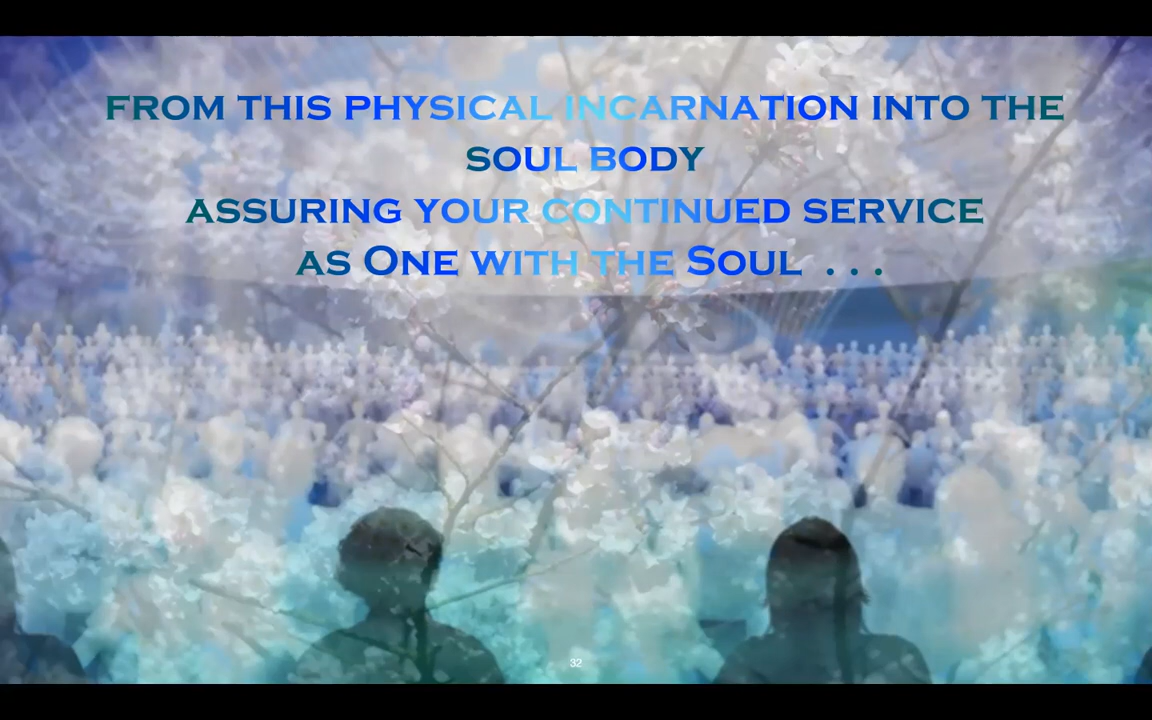 FROM THIS PHYSICAL INCARNATION INTO THE
SOUL BODY
ASSURING YOUR CONTINUED SERVICE
AS ONE WITH THE SOUL . . .
32